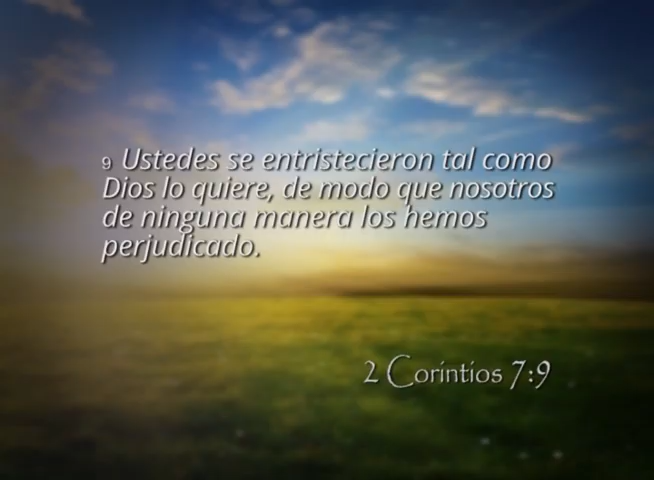 9 Ustedes se entristecieron tal como
Dios lo quiere, de modo que nosotros
de ninguna manera los hemos
perjudicado.
2 Corintios 7:9